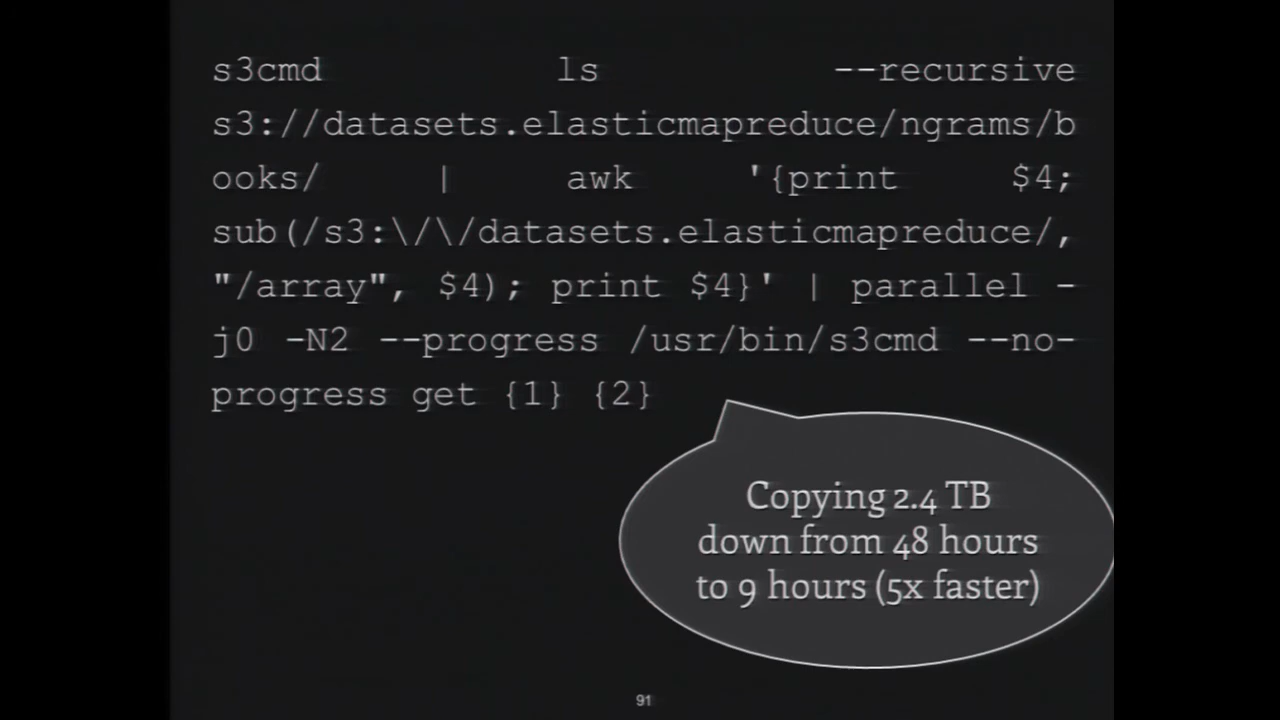 s3cmd ls --recursive
s3://datasets.elasticmapreduce/ngrams/b
ooks/ | awk '{print $4;
sub(/s3:\/\/datasets.elasticmapreduce/,
"/array", $4); print $4}' | parallel -
j0 -N2 --progress /usr/bin/s3cmd --no-
progress get {1} {2}
Copying 2.4 TB
down from 48 hours
to 9 hours (5x faster)
91